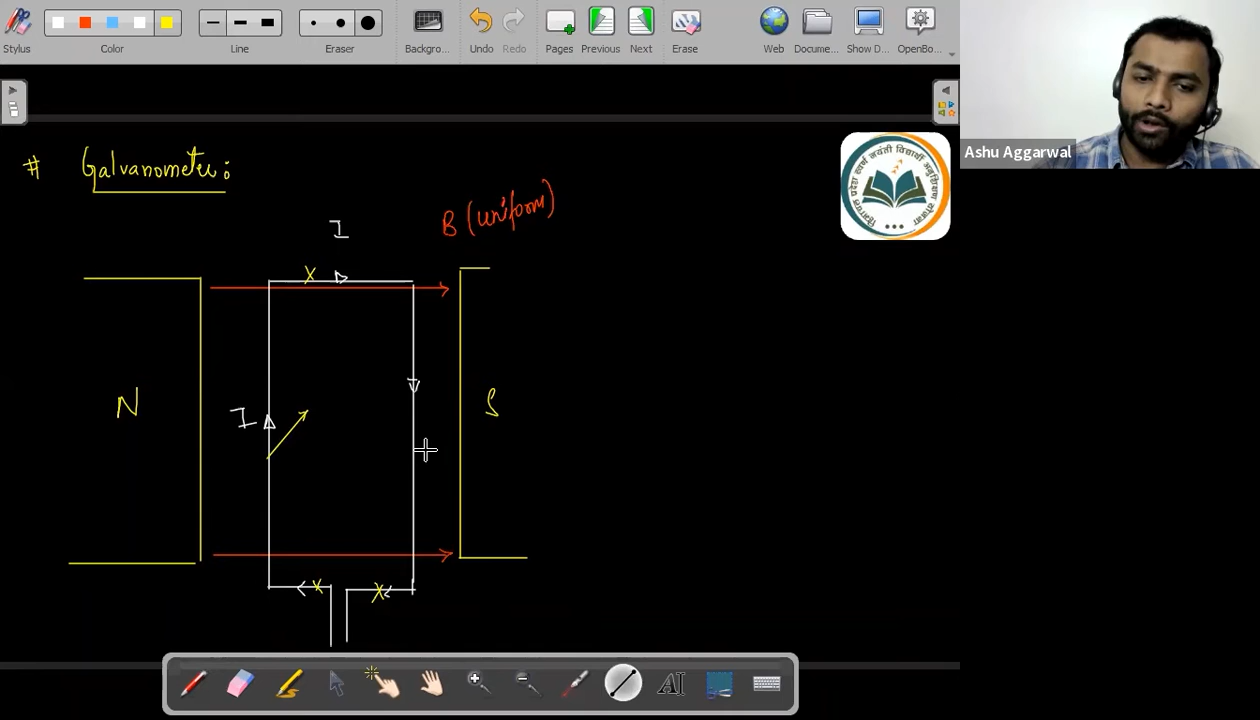 Stylus
Color
Line
Eraser
Backgro...
Undo
Redo
Pages
Previous
Next
Erase
Web
Docume...
Show D...
OpenBo...
Ashu Aggarwal
# Galvanometer:
B (uniform)
I
N
I
S
x
x
x
AI